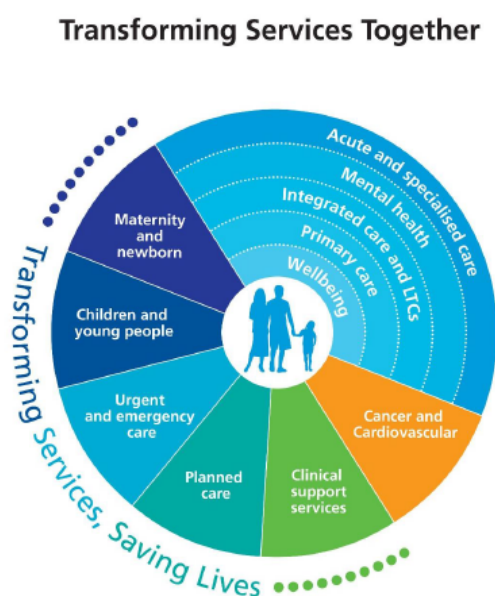 Transforming Services Together
Acute and specialised care
Mental health
Integrated care and LTCs
Primary care
Wellbeing
Maternity
and
newborn
Children and
young people
Urgent
and emergency
care
Planned
care
Clinical
support
services
Cancer and
Cardiovascular
Transforming Services, Saving Lives